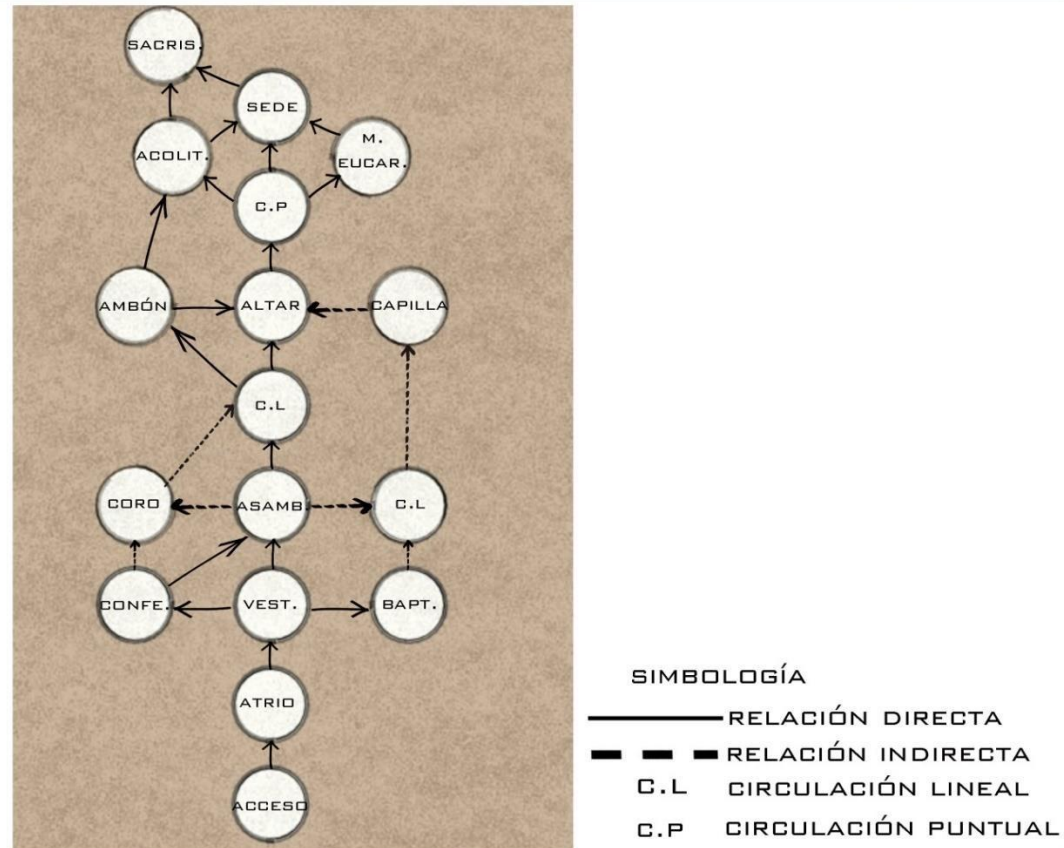 SACRIS.
SEDE
M.
EUCAR.
ACOLIT.
C.P
AMBÓN
ALTAR
CAPILLA
C.L
CORO
ASAMB.
C.L
CONFE.
VEST.
BAPT.
ATRIO
ACCESO
SIMBOLOGÍA
RELACIÓN DIRECTA
RELACIÓN INDIRECTA
C.L CIRCULACIÓN LINEAL
C.P CIRCULACIÓN PUNTUAL